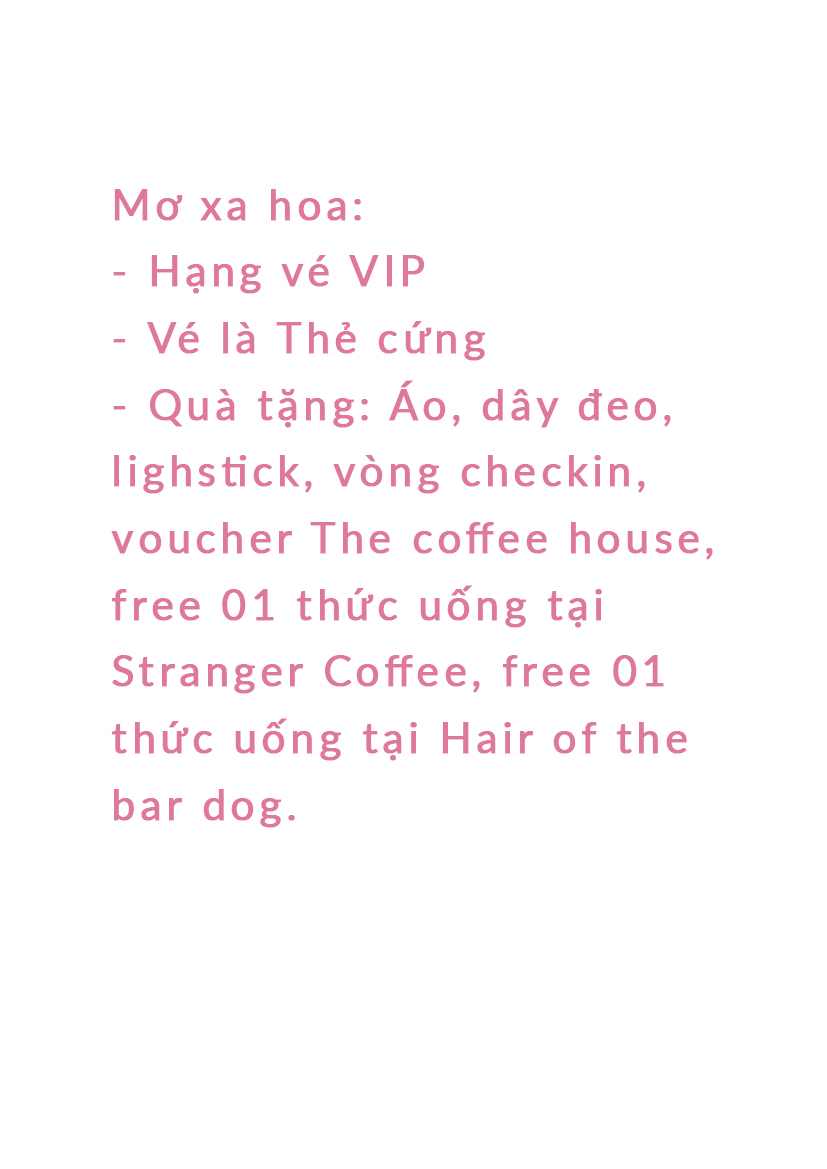 Mơ xa hoa:
- Hạng vé VIP
- Vé là Thẻ cứng
- Quà tặng: Áo, dây đeo,
lighstick, vòng checkin,
voucher The coffee house,
free 01 thức uống tại
Stranger Coffee, free 01
thức uống tại Hair of the
bar dog.